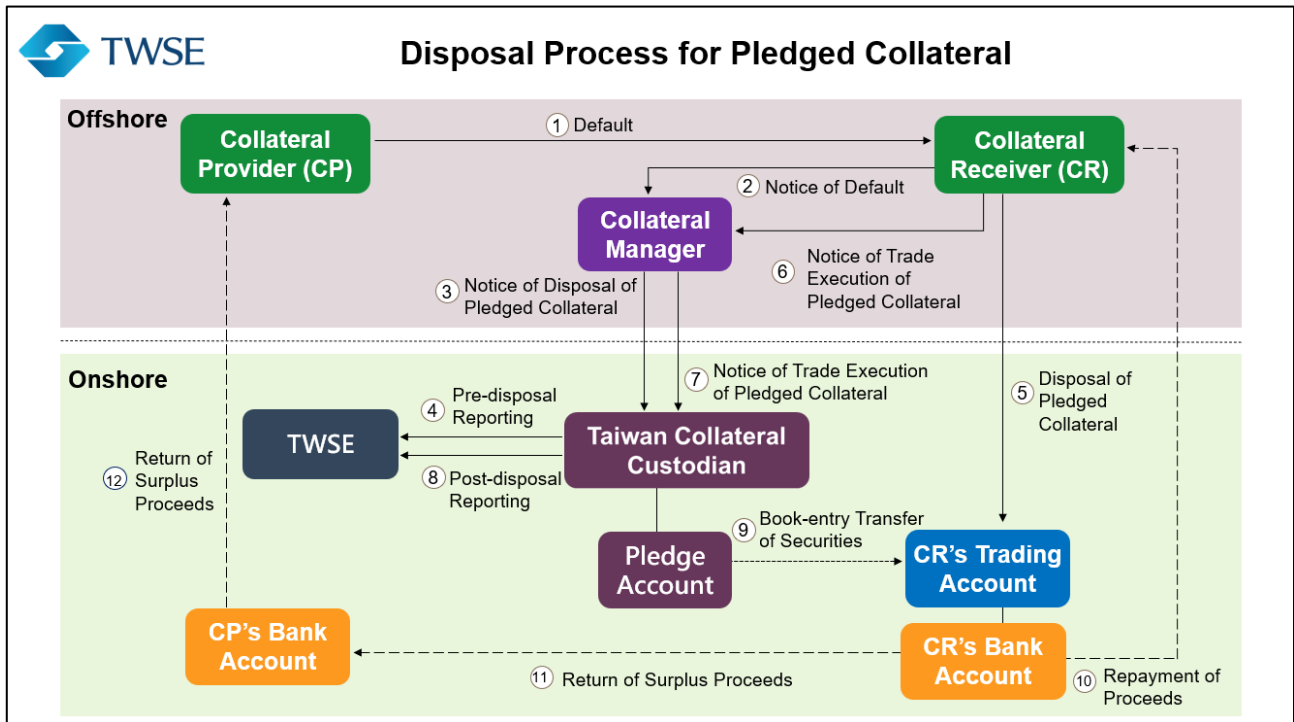 TWSE
Disposal Process for Pledged Collateral
Offshore
Collateral
Provider (CP)
1 Default
Collateral
Receiver (CR)
2 Notice of Default
Collateral
Manager
3 Notice of Disposal of
Pledged Collateral
6 Notice of Trade
Execution of
Pledged Collateral
Onshore
4 Pre-disposal
Reporting
7 Notice of Trade Execution
of Pledged Collateral
5 Disposal of
Pledged
Collateral
TWSE
Taiwan Collateral
Custodian
12 Return of
Surplus
Proceeds
8 Post-disposal
Reporting
9 Book-entry Transfer
of Securities
Pledge
Account
CR's Trading
Account
CP's Bank
Account
CR's Bank
Account
11 Return of Surplus Proceeds
10 Repayment of
Proceeds